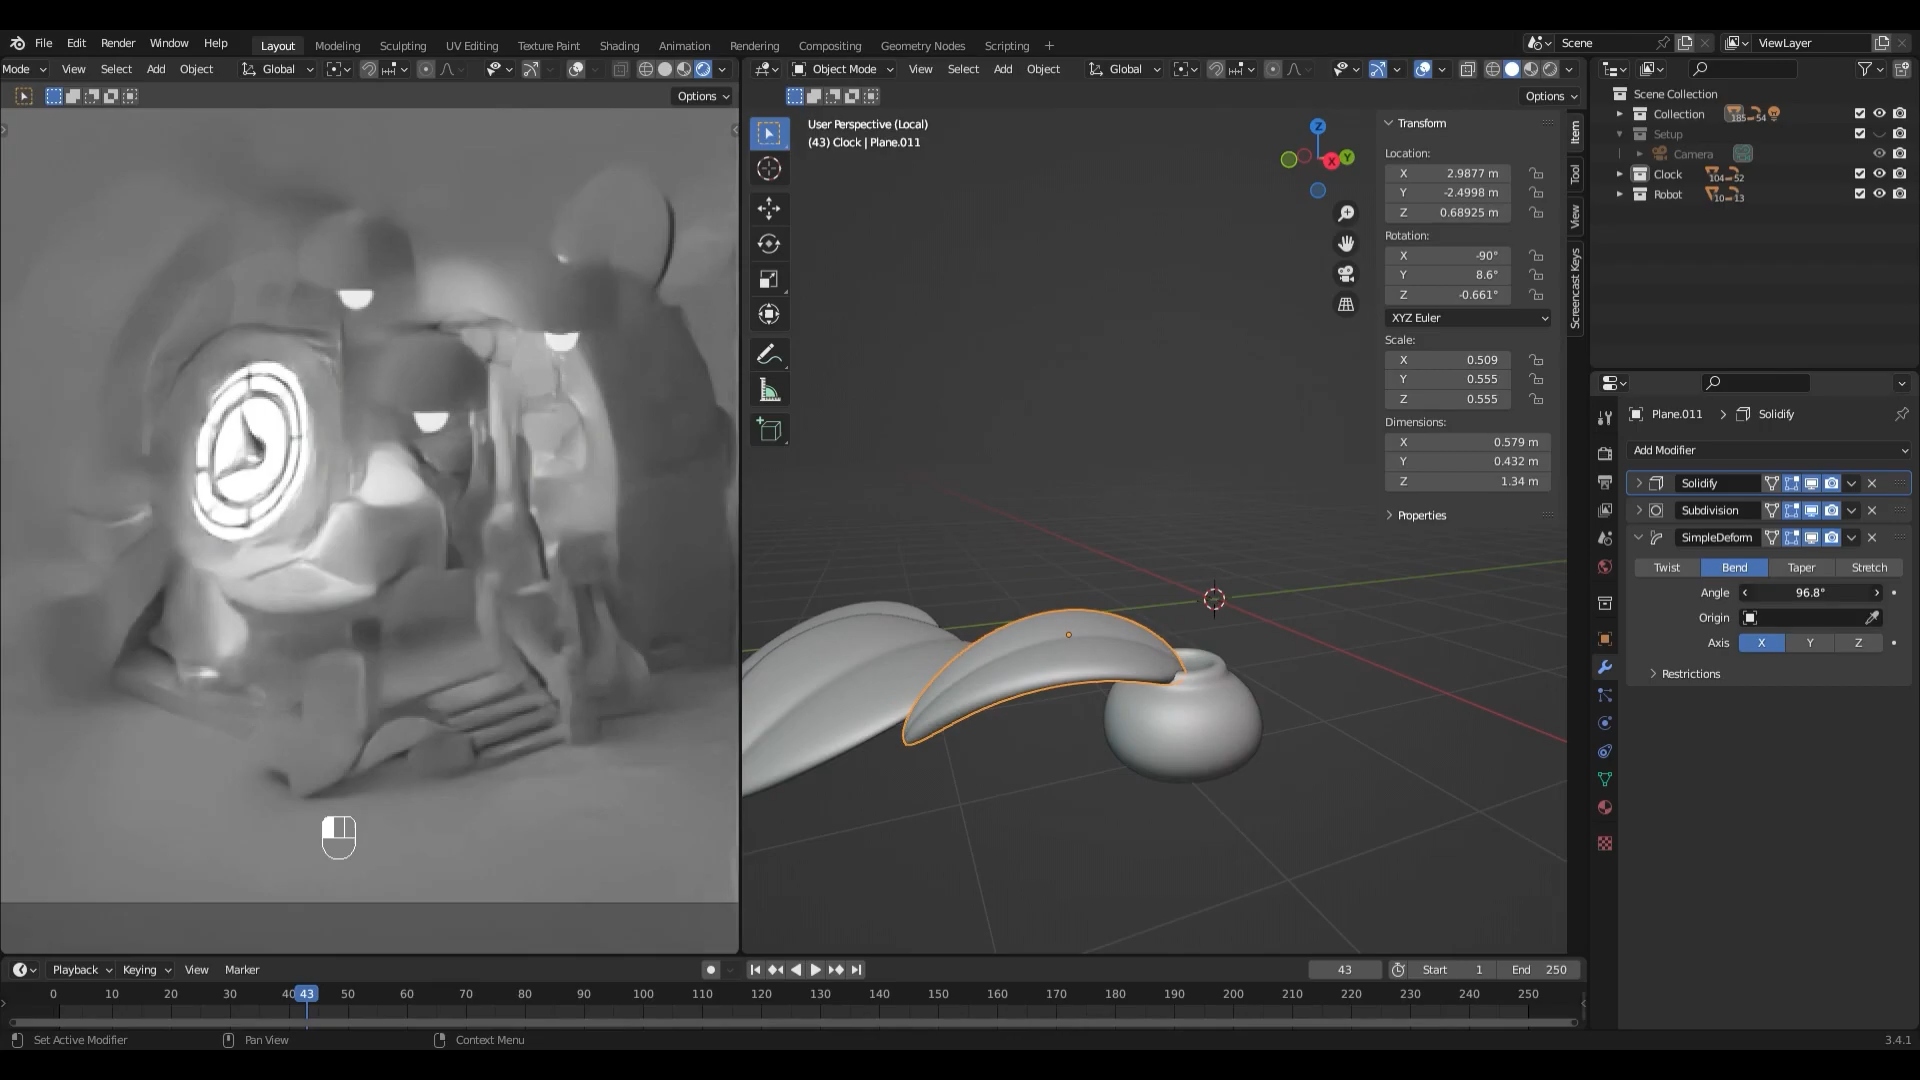 File Edit Render Window Help Layout Modeling Sculpting UV Editing Texture Paint Shading Animation Rendering Compositing Geometry Nodes Scripting + Scene ViewLayer
Mode View Select Add Object Global Object Mode View Select Add Object Global
Options Options
User Perspective (Local)
(43) Clock | Plane.011
Transform
Location:
X 2.9877 m
Y -2.4998 m
Z 0.68925 m
Rotation:
X -90°
Y 8.6°
Z -0.661°
XYZ Euler
Scale:
X 0.509
Y 0.555
Z 0.555
Dimensions:
X 0.579 m
Y 0.432 m
Z 1.34 m
Properties
Item
Tool
View
Screencast Keys
Z
X
Y
Scene Collection
Collection 185 54
Setup
Camera
Clock 104 52
Robot 10 13
Plane.011 > Solidify
Add Modifier
Solidify
Subdivision
SimpleDeform
Twist Bend Taper Stretch
Angle 96.8°
Origin
Axis X Y Z
Restrictions
Playback Keying View Marker 43 Start 1 End 250
0 10 20 30 40 43 50 60 70 80 90 100 110 120 130 140 150 160 170 180 190 200 210 220 230 240 250
Set Active Modifier Pan View Context Menu 3.4.1